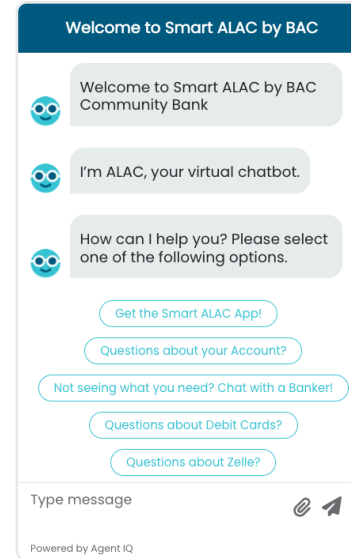 Welcome to Smart ALAC by BAC
Welcome to Smart ALAC by BAC
Community Bank
I'm ALAC, your virtual chatbot.
How can I help you? Please select
one of the following options.
Get the Smart ALAC App!
Questions about your Account?
Not seeing what you need? Chat with a Banker!
Questions about Debit Cards?
Questions about Zelle?
Type message
Powered by Agent IQ